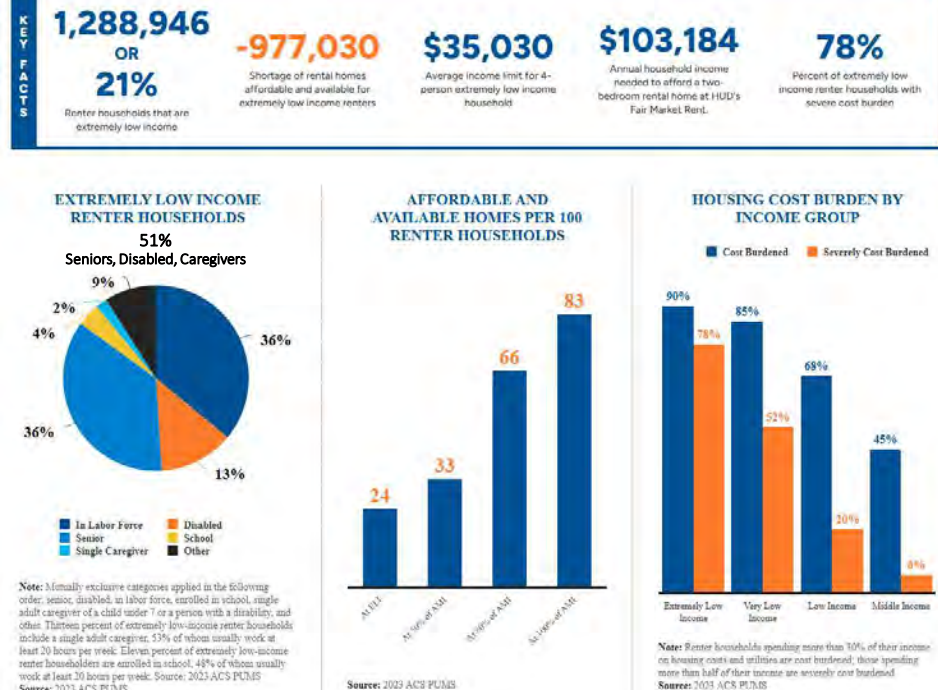 KEY FACTS
1,288,946
OR
21%
Renter households that are
extremely low income
-977,030
Shortage of rental homes
affordable and available for
extremely low income renters
$35,030
Average income limit for 4-
person extremely low income
household
$103,184
Annual household income
needed to afford a two-
bedroom rental home at HUD's
Fair Market Rent.
78%
Percent of extremely low
income renter households with
severe cost burden
EXTREMELY LOW INCOME
RENTER HOUSEHOLDS
51%
Seniors, Disabled, Caregivers
9%
2%
4%
36%
36%
13%
In Labor Force
Disabled
Senior
School
Single Caregiver
Other
Note: Mutually exclusive categories applied in the following
order: senior, disabled, in labor force, enrolled in school, single
adult caregiver of a child under 7 or a person with a disability, and
other. Thirteen percent of extremely low-income renter households
include a single adult caregiver, 53% of whom usually work at
least 20 hours per week. Eleven percent of extremely low-income
renter householders are enrolled in school, 48% of whom usually
work at least 20 hours per week. Source: 2023 ACS PUMS
Source: 2023 ACS PUMS
AFFORDABLE AND
AVAILABLE HOMES PER 100
RENTER HOUSEHOLDS
24
33
66
83
At ELI
At 50% of AMI
At 80% of AMI
At 100% of AMI
Source: 2023 ACS PUMS
HOUSING COST BURDEN BY
INCOME GROUP
Cost Burdened
Severely Cost Burdened
90%
78%
85%
52%
68%
20%
45%
6%
Extremely Low
Income
Very Low
Income
Low Income
Middle Income
Note: Renter households spending more than 30% of their income
on housing costs and utilities are cost burdened; those spending
more than half of their income are severely cost burdened.
Source: 2023 ACS PUMS